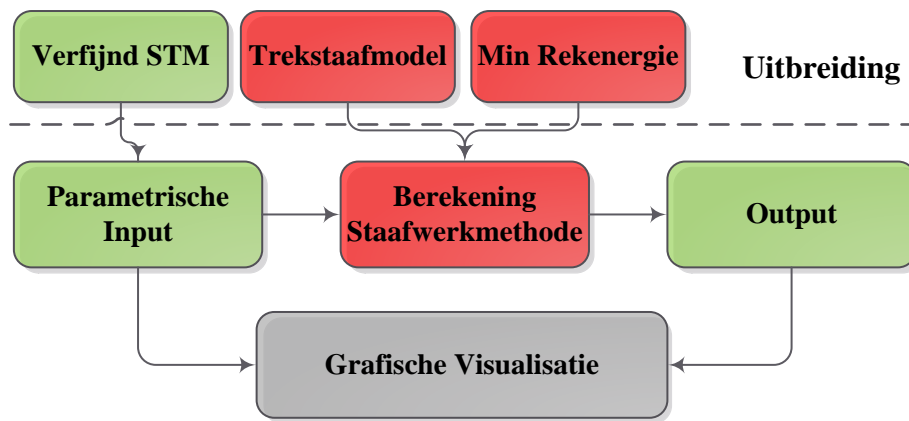 Verfijnd STM
Trekstaafmodel
Min Rekenergie
Uitbreiding
Parametrische
Input
Berekening
Staafwerkmethode
Output
Grafische Visualisatie